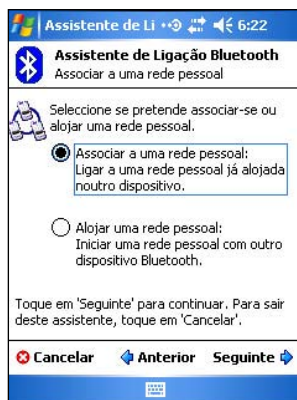 Assistente de Li 6:22
Assistente de Ligação Bluetooth
Associar a uma rede pessoal
Seleccione se pretende associar-se ou
alojar uma rede pessoal.
Associar a uma rede pessoal:
Ligar a uma rede pessoal já alojada
noutro dispositivo.
Alojar uma rede pessoal:
Iniciar uma rede pessoal com outro
dispositivo Bluetooth.
Toque em 'Seguinte' para continuar. Para sair
deste assistente, toque em 'Cancelar'.
Cancelar Anterior Seguinte